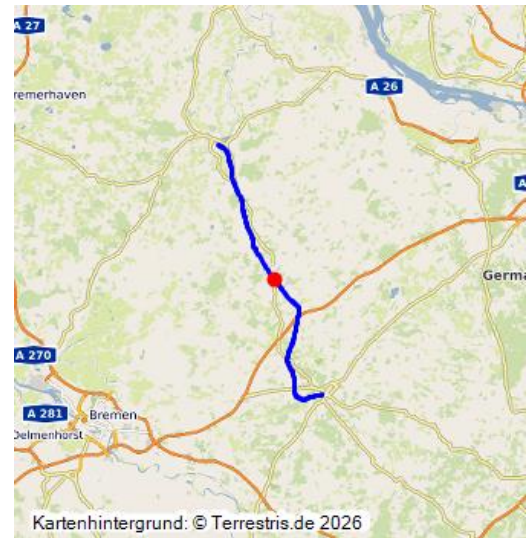 A 27
remerhaven
A 26
A
Germa
A 270
A 281
Bremen
Delmenhorst
Kartenhintergrund: © Terrestris.de 2026